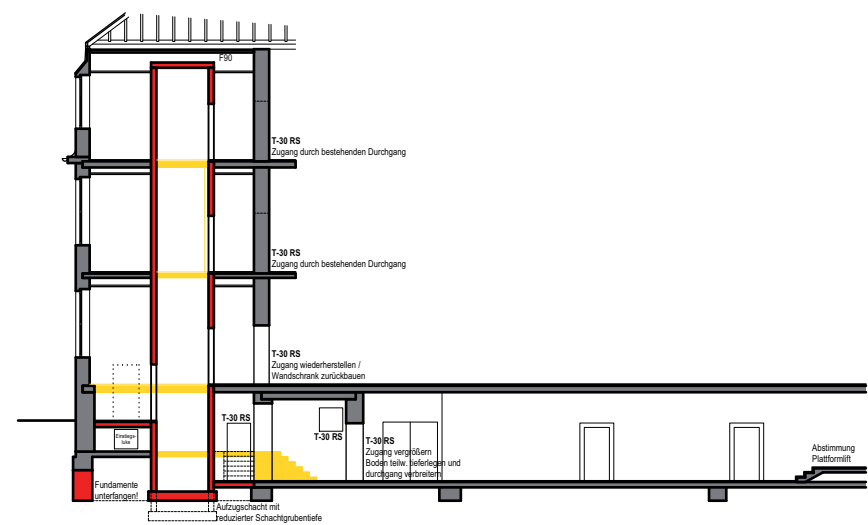 F90
T-30 RS
Zugang durch bestehenden Durchgang
T-30 RS
Zugang durch bestehenden Durchgang
T-30 RS
Zugang wiederherstellen /
Wandschrank zurückbauen
T-30 RS
T-30 RS
T-30 RS
Zugang vergrößern
Boden teilw. tieferlegen und
durchgang verbreitern
Einstiegs-
luke
Abstimmung
Plattformlift
Fundamente
unterfangen!
Aufzugschacht mit
reduzierter Schachtgrubentiefe